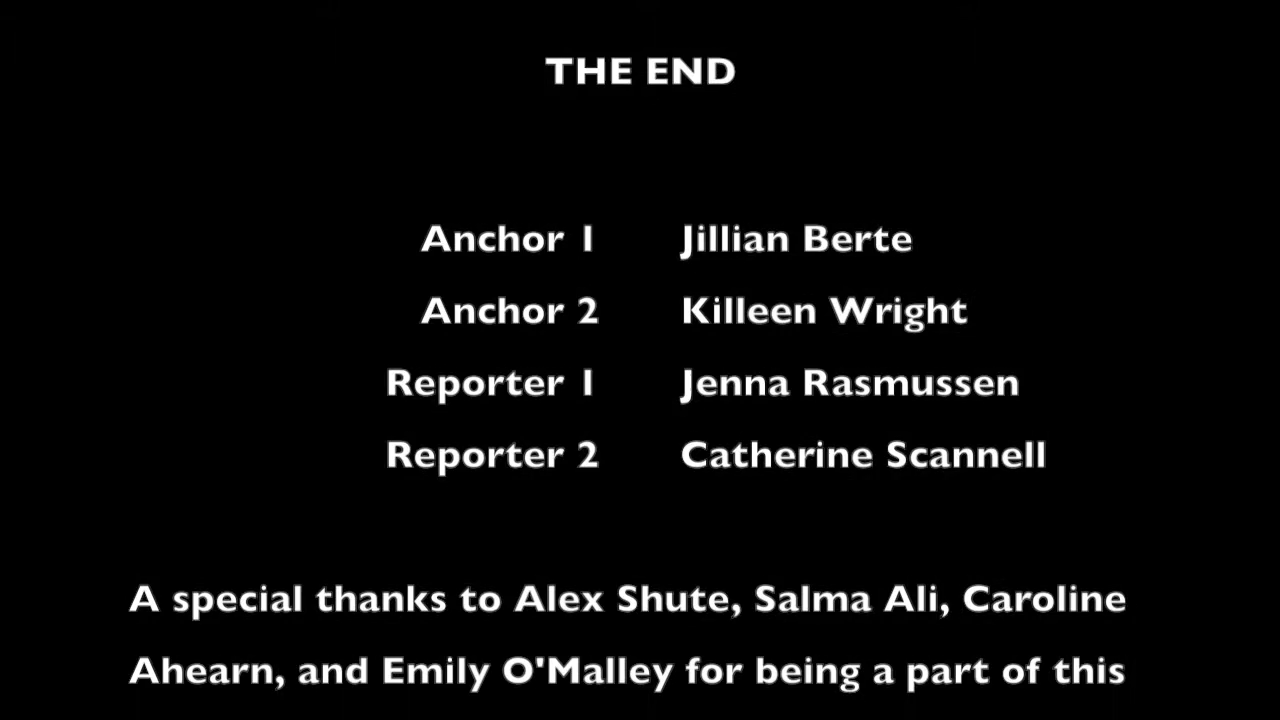 THE END
Anchor 1 Jillian Berte
Anchor 2 Killeen Wright
Reporter 1 Jenna Rasmussen
Reporter 2 Catherine Scannell
A special thanks to Alex Shute, Salma Ali, Caroline
Ahearn, and Emily O'Malley for being a part of this